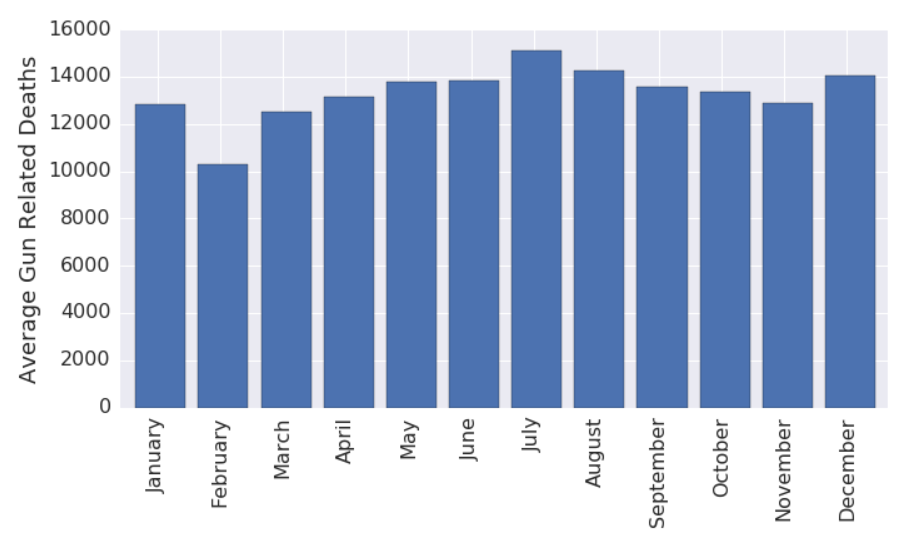 16000
14000
12000
10000
8000
6000
4000
2000
0
Average Gun Related Deaths
January
February
March
April
May
June
July
August
September
October
November
December